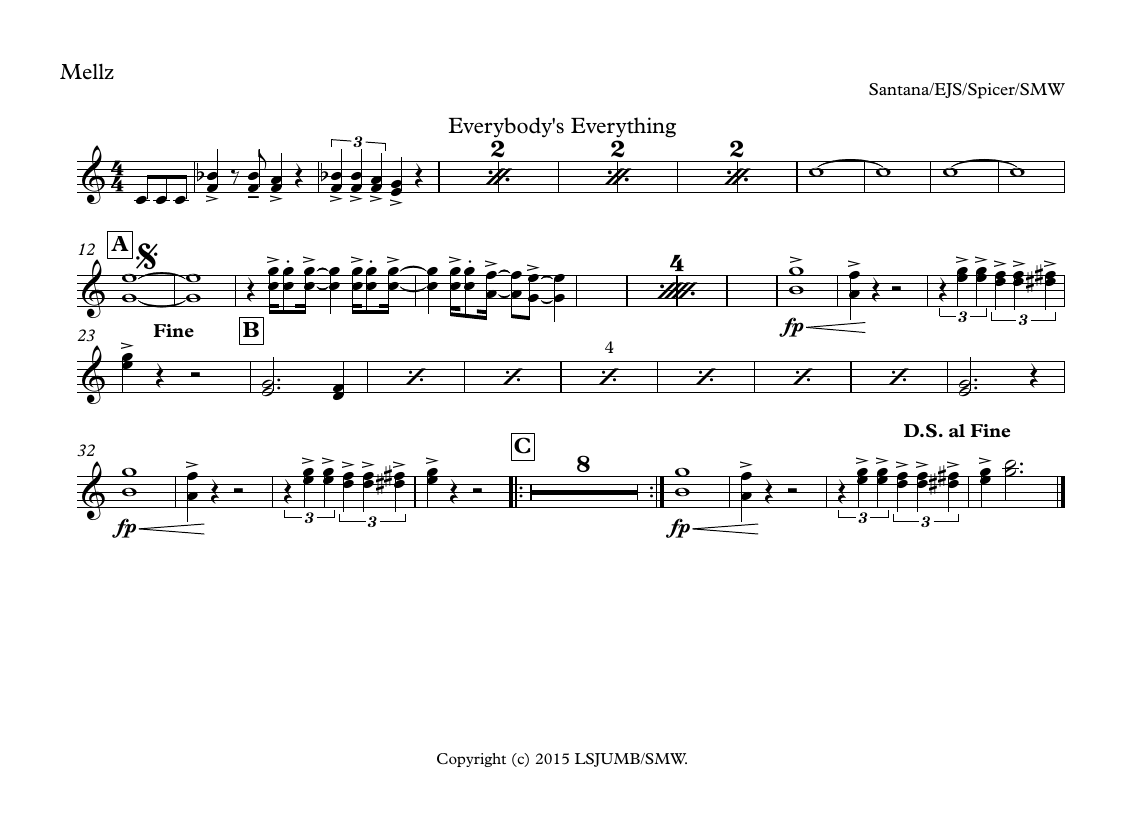 Mellz
Santana/EJS/Spicer/SMW
Everybody's Everything
3
2 2 2
4
4
12 A
4
fp
3 3
23 Fine B
4
D.S. al Fine
32 C
8
fp
3 3
fp
3 3
Copyright (c) 2015 LSJUMB/SMW.